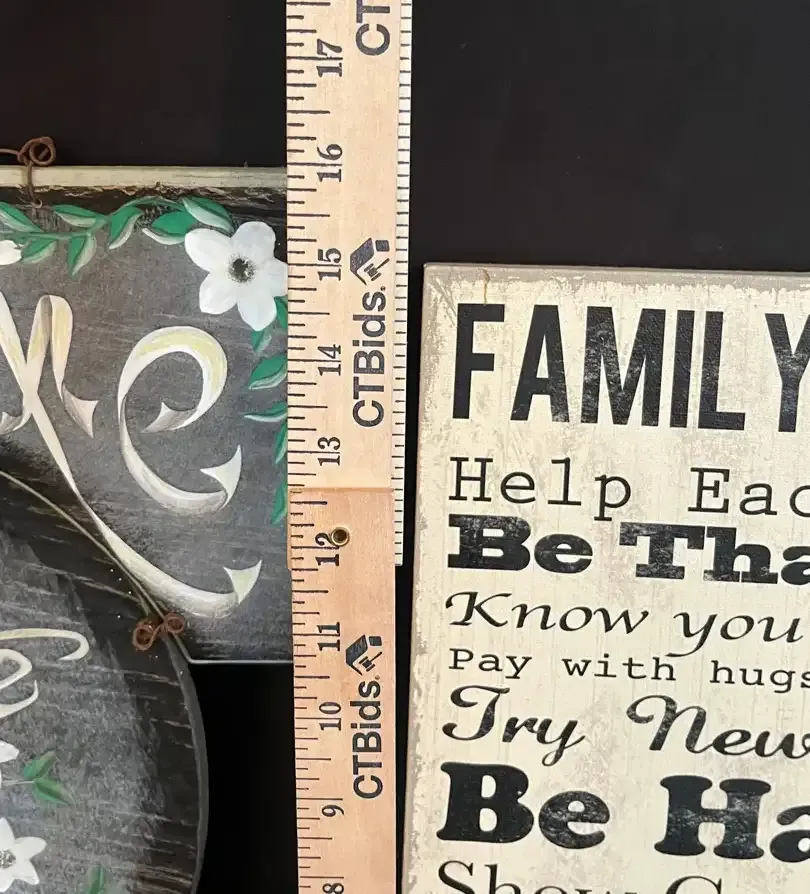 17
16
15
14
13
12
11
10
9
8
CT
CTBids.
CTBids.
FAMILY
Help Eac
Be Tha
Know you
Pay with hugs
Try New
Be Ha